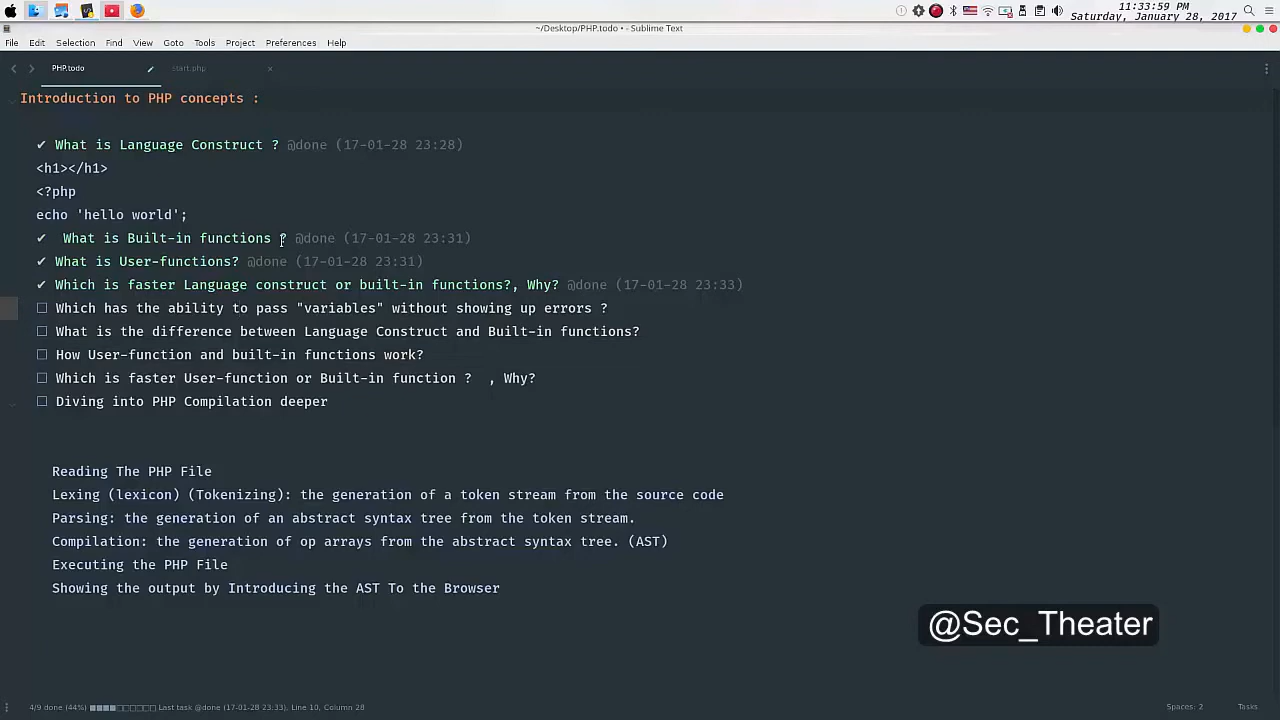 11:33:59 PM
Saturday, January 28, 2017
~/Desktop/PHP.todo • - Sublime Text
File Edit Selection Find View Goto Tools Project Preferences Help
PHP.todo Start.php
Introduction to PHP concepts :
✔ What is Language Construct ? @done (17-01-28 23:28)
<h1></h1>
<?php
echo 'hello world';
✔ What is Built-in functions ? @done (17-01-28 23:31)
✔ What is User-functions? @done (17-01-28 23:31)
✔ Which is faster Language construct or built-in functions?, Why? @done (17-01-28 23:33)
☐ Which has the ability to pass "variables" without showing up errors ?
☐ What is the difference between Language Construct and Built-in functions?
☐ How User-function and built-in functions work?
☐ Which is faster User-function or Built-in function ? , Why?
☐ Diving into PHP Compilation deeper
Reading The PHP File
Lexing (lexicon) (Tokenizing): the generation of a token stream from the source code
Parsing: the generation of an abstract syntax tree from the token stream.
Compilation: the generation of op arrays from the abstract syntax tree. (AST)
Executing the PHP File
Showing the output by Introducing the AST To the Browser
@Sec_Theater
4/9 done (44%) Last task @done (17-01-28 23:33), Line 10, Column 28 Spaces: 2 Tasks